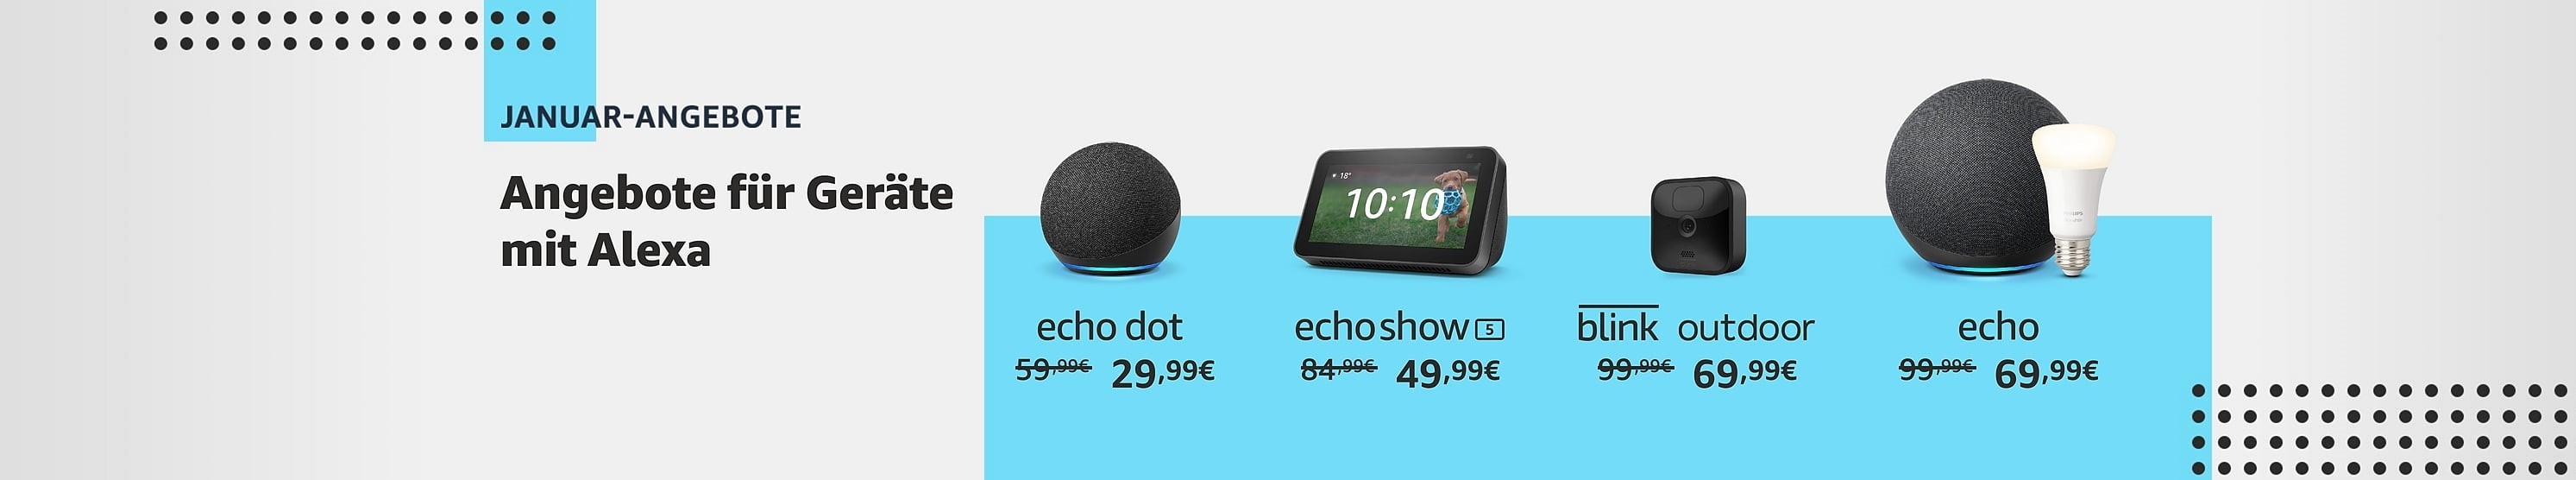 JANUAR-ANGEBOTE
Angebote für Geräte
mit Alexa
18°
10:10
echo dot
59,99€ 29,99€
echo show 5
84,99€ 49,99€
blink outdoor
99,99€ 69,99€
echo
99,99€ 69,99€